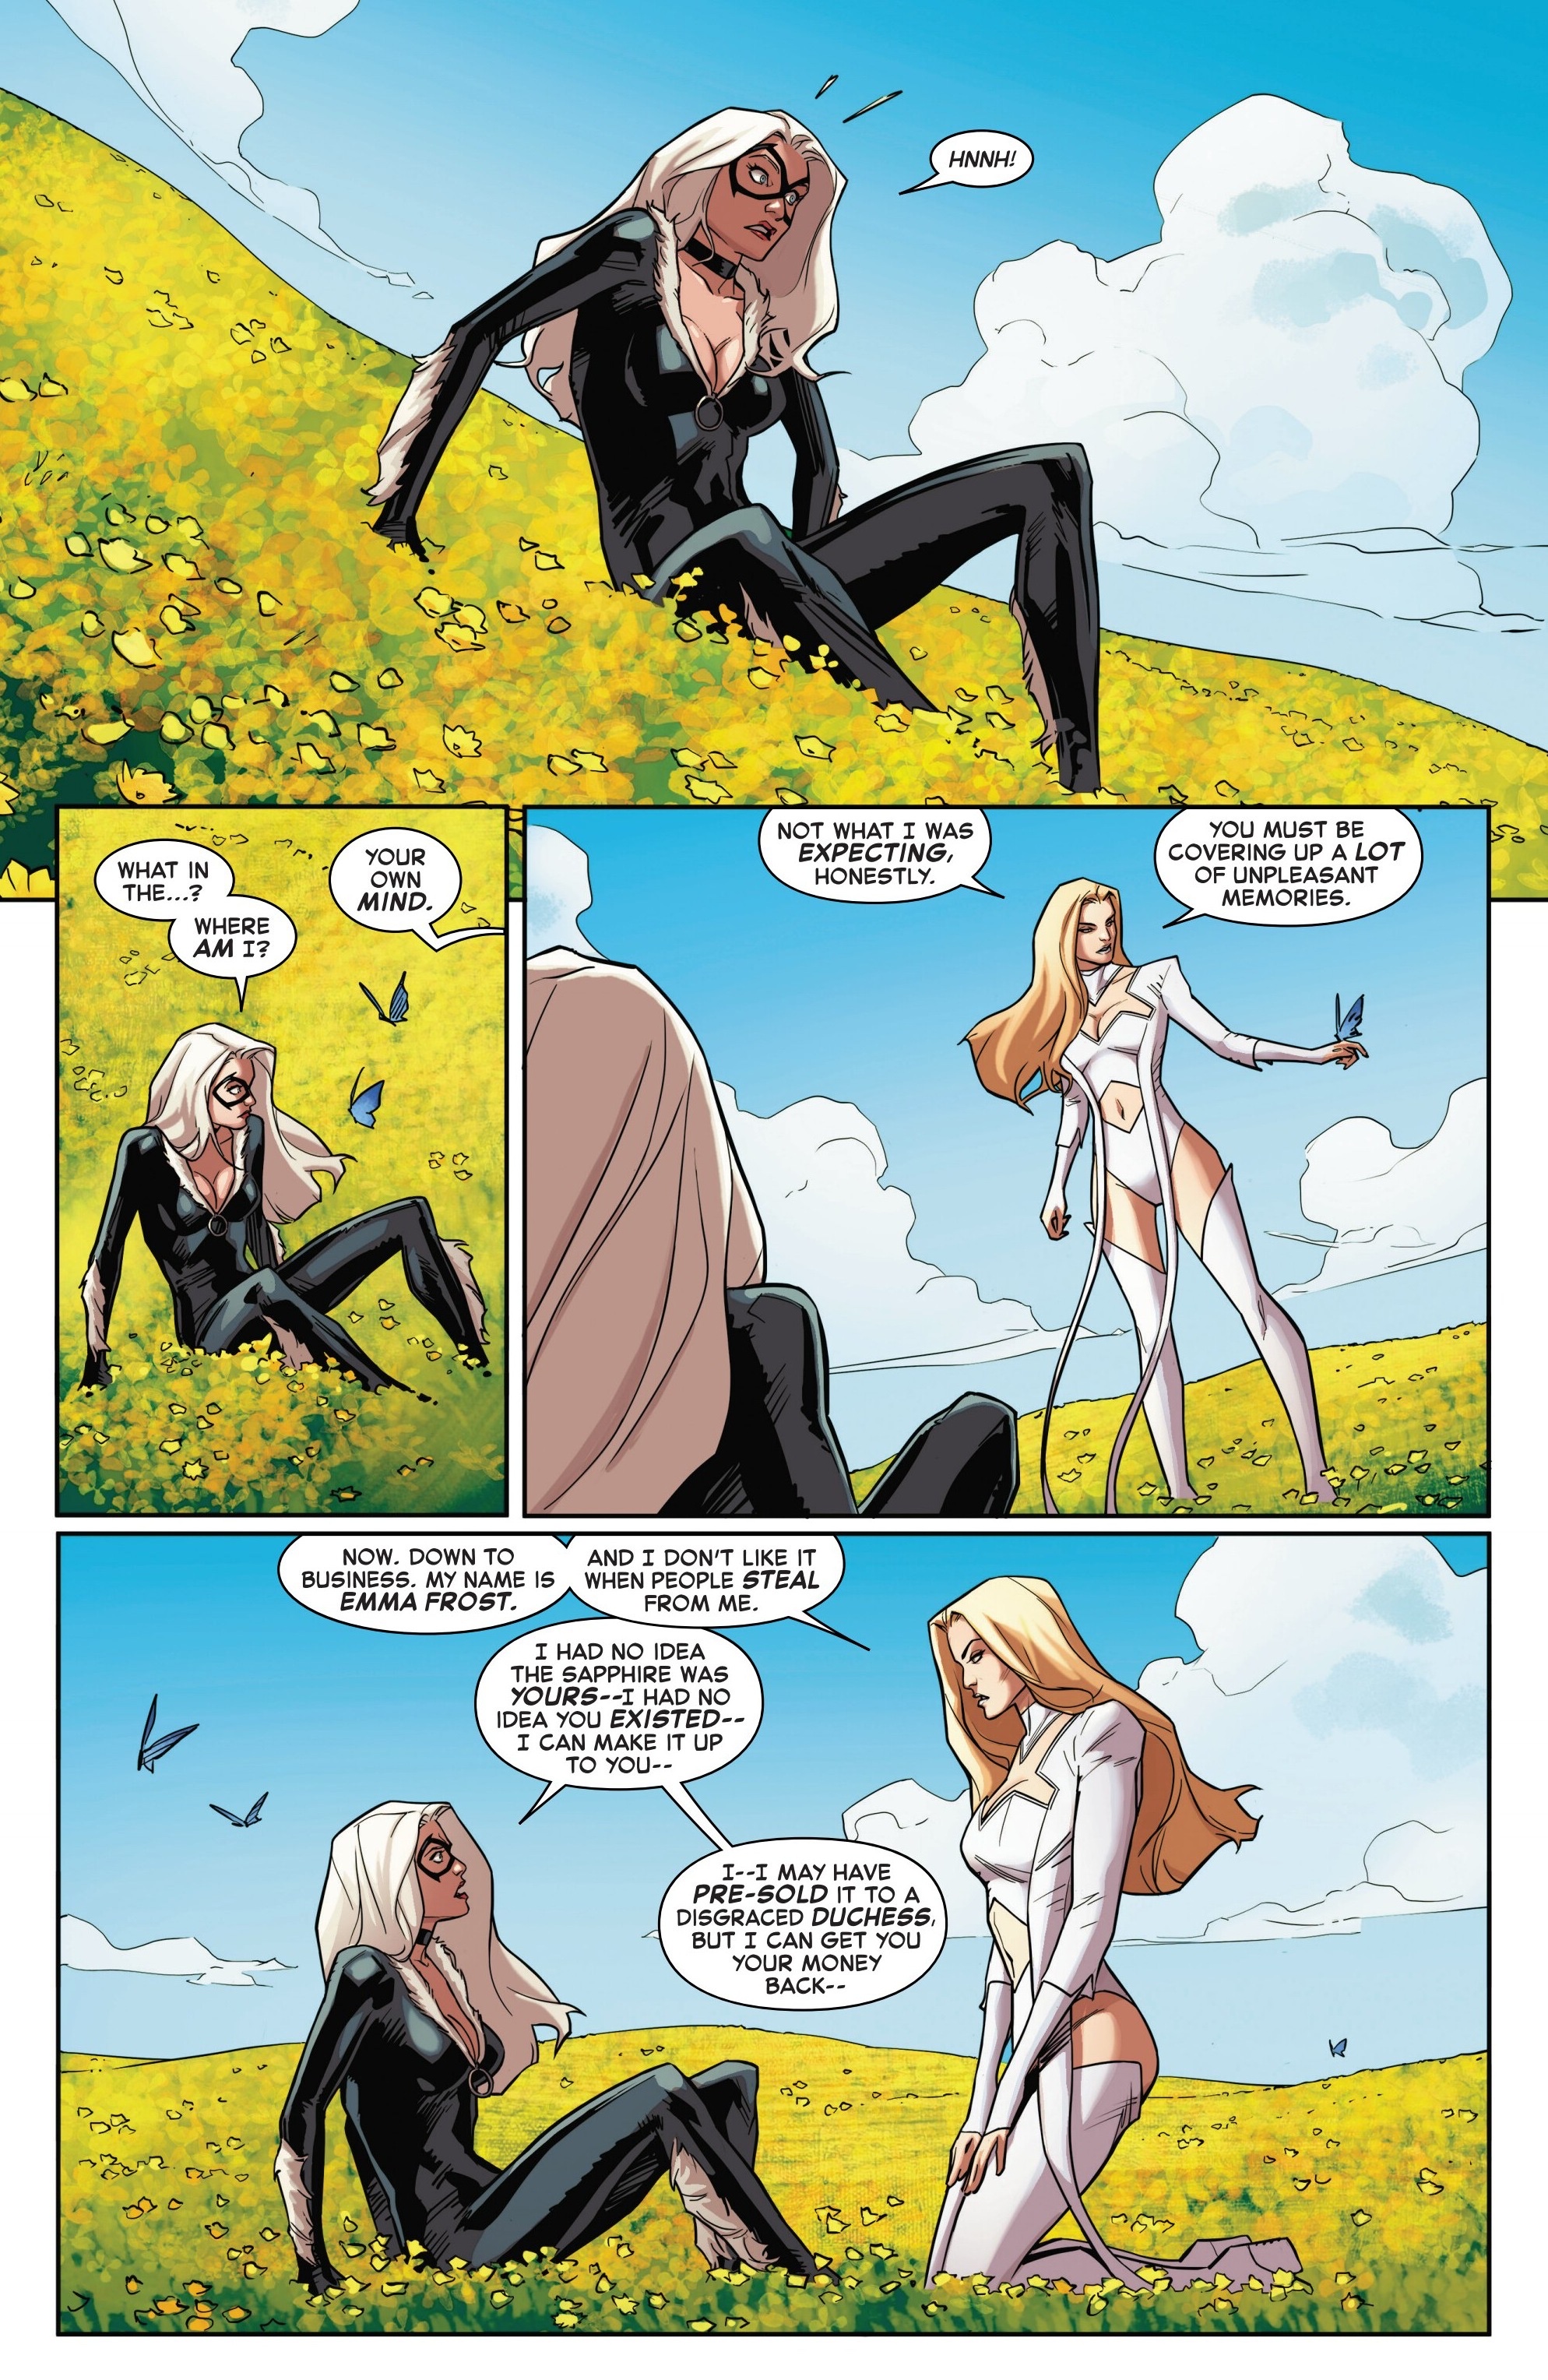 HNNH!
WHAT IN
THE...?
WHERE
AM I?
YOUR
OWN
MIND.
NOT WHAT I WAS
EXPECTING,
HONESTLY.
YOU MUST BE
COVERING UP A LOT
OF UNPLEASANT
MEMORIES.
NOW. DOWN TO
BUSINESS. MY NAME IS
EMMA FROST.
AND I DON'T LIKE IT
WHEN PEOPLE STEAL
FROM ME.
I HAD NO IDEA
THE SAPPHIRE WAS
YOURS--I HAD NO
IDEA YOU EXISTED--
I CAN MAKE IT UP
TO YOU--
I--I MAY HAVE
PRE-SOLD IT TO A
DISGRACED DUCHESS,
BUT I CAN GET YOU
YOUR MONEY
BACK--